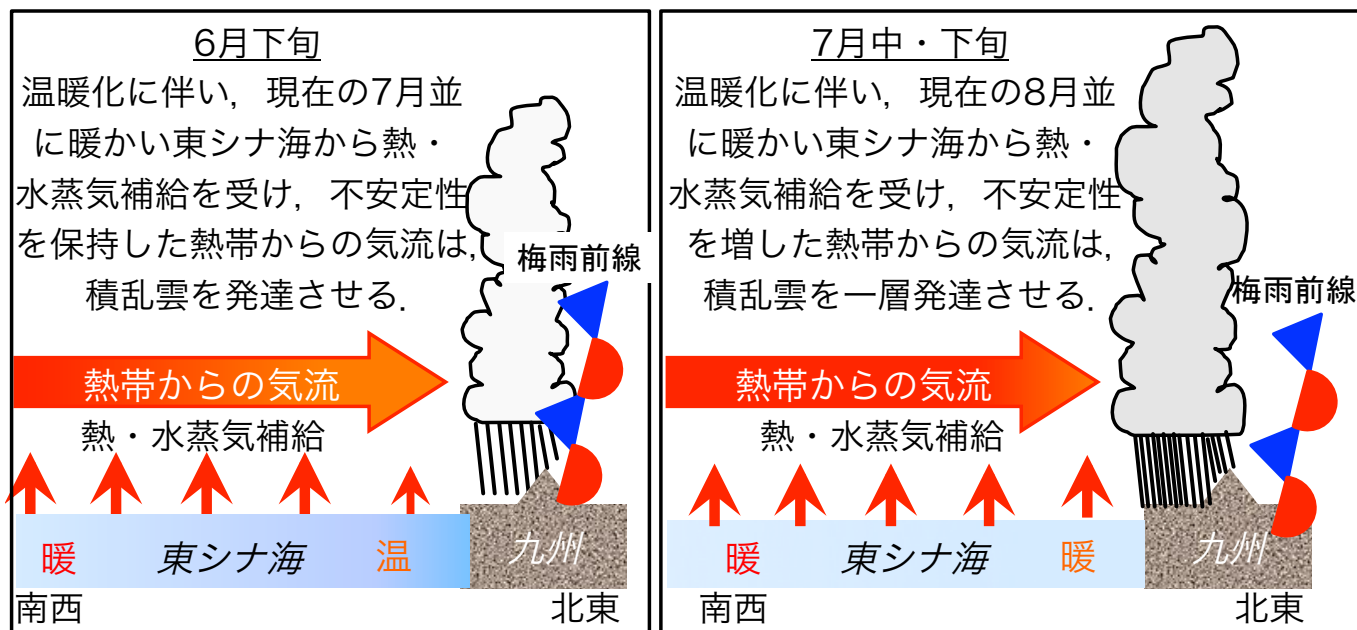 6月下旬
温暖化に伴い，現在の7月並
に暖かい東シナ海から熱・
水蒸気補給を受け，不安定性
を保持した熱帯からの気流は，
積乱雲を発達させる．
梅雨前線
熱帯からの気流
熱・水蒸気補給
暖 東シナ海 温 九州
南西 北東
7月中・下旬
温暖化に伴い，現在の8月並
に暖かい東シナ海から熱・
水蒸気補給を受け，不安定性
を増した熱帯からの気流は，
積乱雲を一層発達させる．
梅雨前線
熱帯からの気流
熱・水蒸気補給
暖 東シナ海 暖 九州
南西 北東